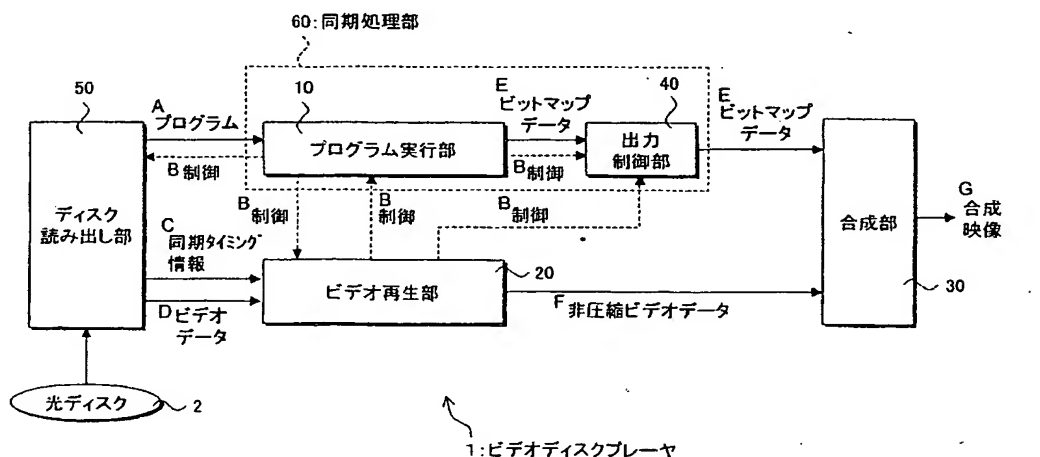 60:同期処理部
50
A
プログラム
10
E
ビットマップ
データ
40
E
ビットマップ
データ
プログラム実行部
出力
制御部
B 制御
B 制御
ディスク
読み出し部
B
制御
B
制御
B
制御
合成部
G
合成
映像
C
同期タイミング
情報
20
ビデオ再生部
30
D ビデオ
データ
F 非圧縮ビデオデータ
光ディスク
2
1:ビデオディスクプレーヤ